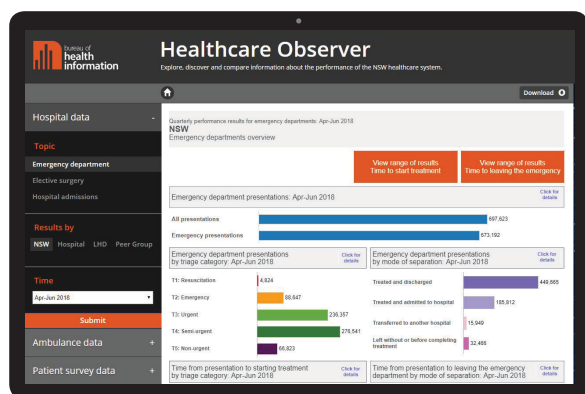 bureau of
health
information
Healthcare Observer
Explore, discover and compare information about the performance of the NSW healthcare system.
Download
Hospital data -
Topic
Emergency department
Elective surgery
Hospital admissions
Results by
NSW Hospital LHD Peer Group
Time
Apr-Jun 2018
Submit
Ambulance data +
Patient survey data +
Quarterly performance results for emergency departments: Apr-Jun 2018
NSW
Emergency departments overview
View range of results
Time to start treatment
View range of results
Time to leaving the emergency
Emergency department presentations: Apr-Jun 2018
Click for
details
All presentations 697,623
Emergency presentations 673,192
Emergency department presentations
by triage category: Apr-Jun 2018
Click for
details
T1: Resuscitation 4,824
T2: Emergency 88,647
T3: Urgent 236,357
T4: Semi-urgent 276,541
T5: Non-urgent 66,823
Emergency department presentations
by mode of separation: Apr-Jun 2018
Click for
details
Treated and discharged 449,665
Treated and admitted to hospital 185,812
Transferred to another hospital 15,949
Left without or before completing
treatment 32,466
Time from presentation to starting treatment
by triage category: Apr-Jun 2018
Click for
details
Time from presentation to leaving the emergency
department by mode of separation: Apr-Jun 2018
Click for
details